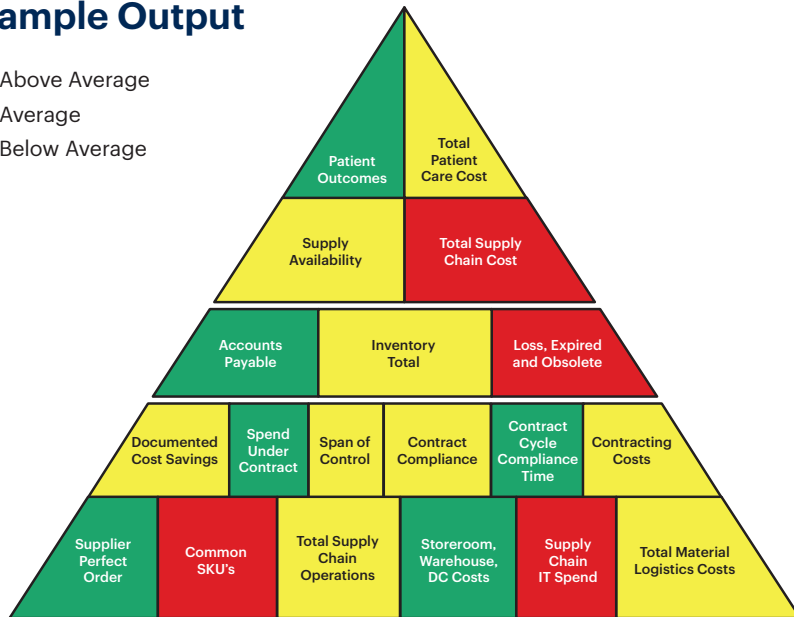 ample Output
Above Average
Average
Below Average
Patient
Outcomes
Total
Patient
Care Cost
Supply
Availability
Total Supply
Chain Cost
Accounts
Payable
Inventory
Total
Loss, Expired
and Obsolete
Documented
Cost Savings
Spend
Under
Contract
Span of
Control
Contract
Compliance
Contract
Cycle
Compliance
Time
Contracting
Costs
Supplier
Perfect
Order
Common
SKU's
Total Supply
Chain
Operations
Storeroom,
Warehouse,
DC Costs
Supply
Chain
IT Spend
Total Material
Logistics Costs